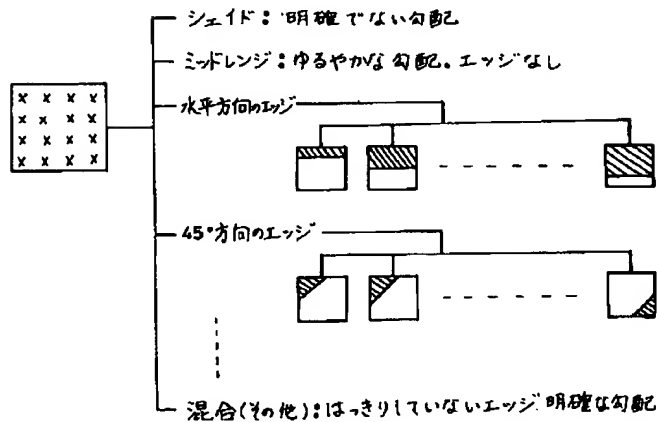 シェイド：明確でない勾配
ミッドレンジ：ゆるやかな勾配。エッジなし
x x x x
x x x x
x x x x
x x x x
水平方向のエッジ
45°方向のエッジ
混合(その他)：はっきりしていないエッジ 明確な勾配